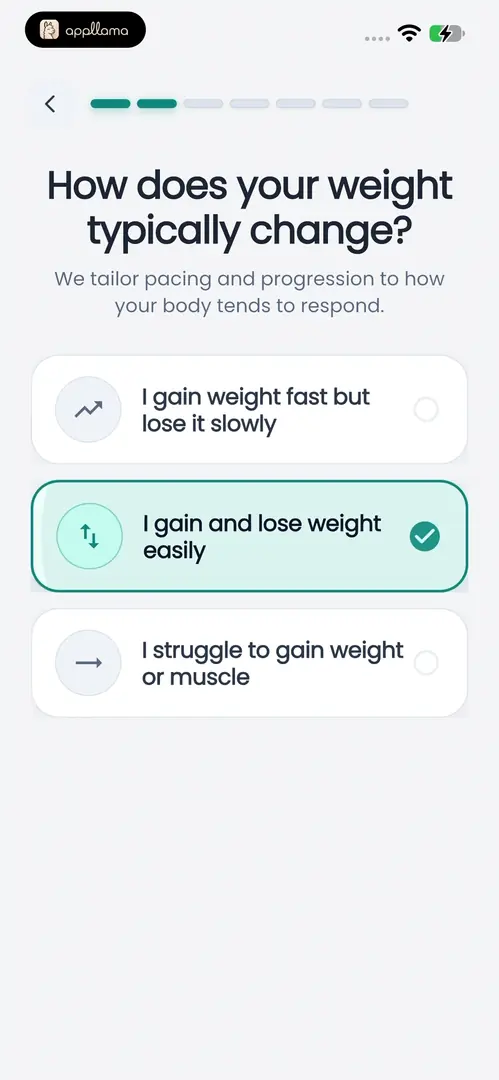 appllama
How does your weight
typically change?
We tailor pacing and progression to how
your body tends to respond.
I gain weight fast but
lose it slowly
I gain and lose weight
easily
I struggle to gain weight
or muscle